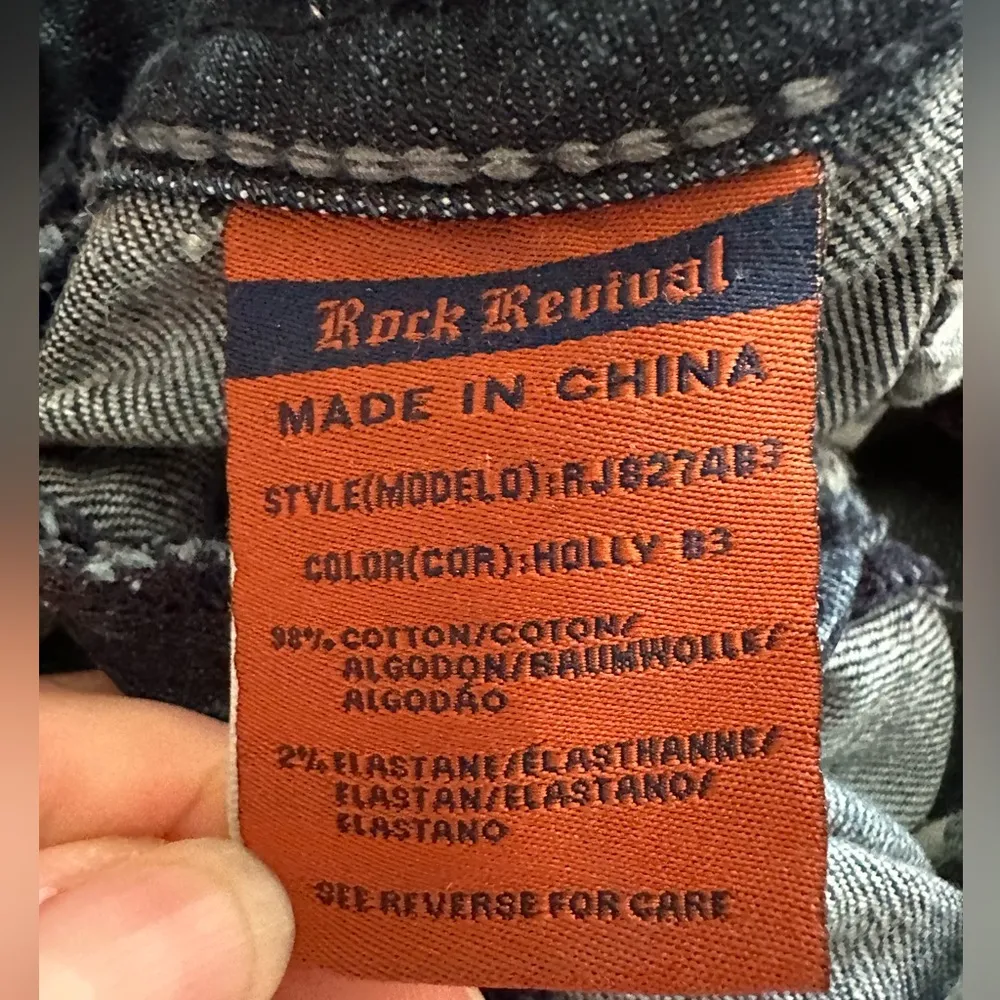 Rock Revival
MADE IN CHINA
STYLE(MODELO):RJ8274B3
COLOR(COR):HOLLY B3
98% COTTON/COTON/
ALGODON/BAUMWOLLE/
ALGODÃO
2% ELASTANE/ÉLASTHANNE/
ELASTAN/ELASTANO/
ELASTANO
SEE REVERSE FOR CARE